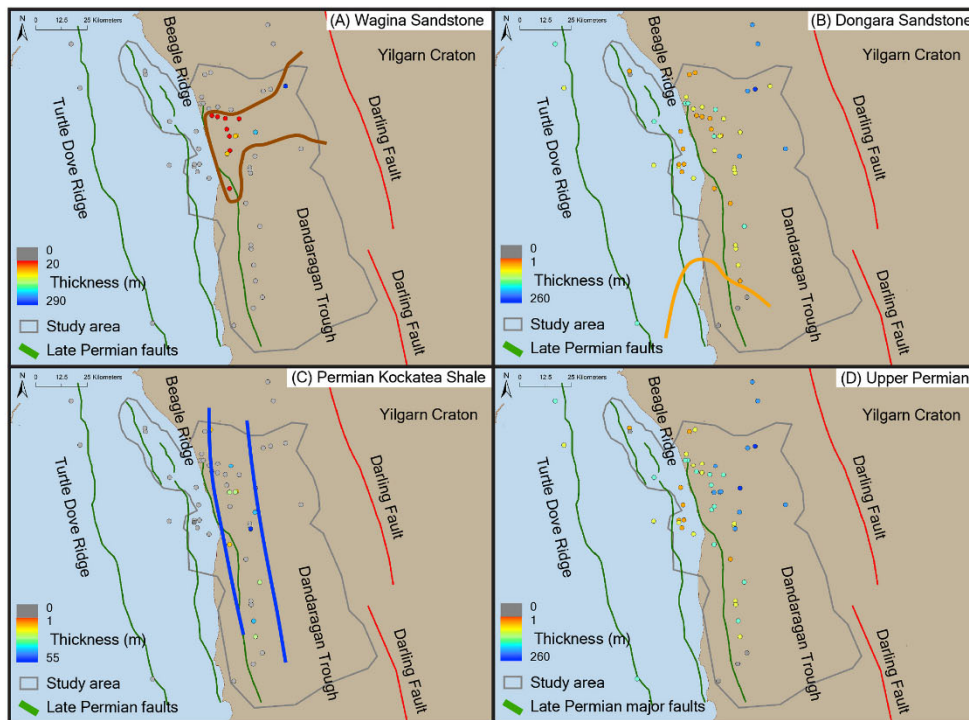 (A) Wagina Sandstone
N
0 12.5 25 Kilometers
Beagle Ridge
Yilgarn Craton
Turtle Dove Ridge
Darling Fault
Dandaragan Trough
Darling Fault
0
20
Thickness (m)
290
Study area
Late Permian faults
(B) Dongara Sandstone
N
0 12.5 25 Kilometers
Beagle Ridge
Yilgarn Craton
Turtle Dove Ridge
Darling Fault
Dandaragan Trough
Darling Fault
0
1
Thickness (m)
260
Study area
Late Permian faults
(C) Permian Kockatea Shale
N
0 12.5 25 Kilometers
Beagle Ridge
Yilgarn Craton
Turtle Dove Ridge
Darling Fault
Dandaragan Trough
Darling Fault
0
1
Thickness (m)
55
Study area
Late Permian faults
(D) Upper Permian
N
0 12.5 25 Kilometers
Beagle Ridge
Yilgarn Craton
Turtle Dove Ridge
Darling Fault
Dandaragan Trough
Darling Fault
0
1
Thickness (m)
260
Study area
Late Permian major faults